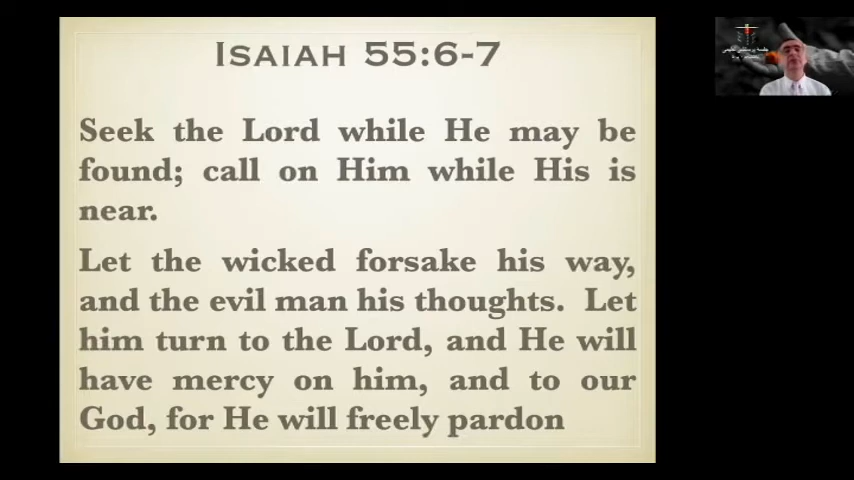 Isaiah 55:6-7
Seek the Lord while He may be
found; call on Him while His is
near.
Let the wicked forsake his way,
and the evil man his thoughts. Let
him turn to the Lord, and He will
have mercy on him, and to our
God, for He will freely pardon